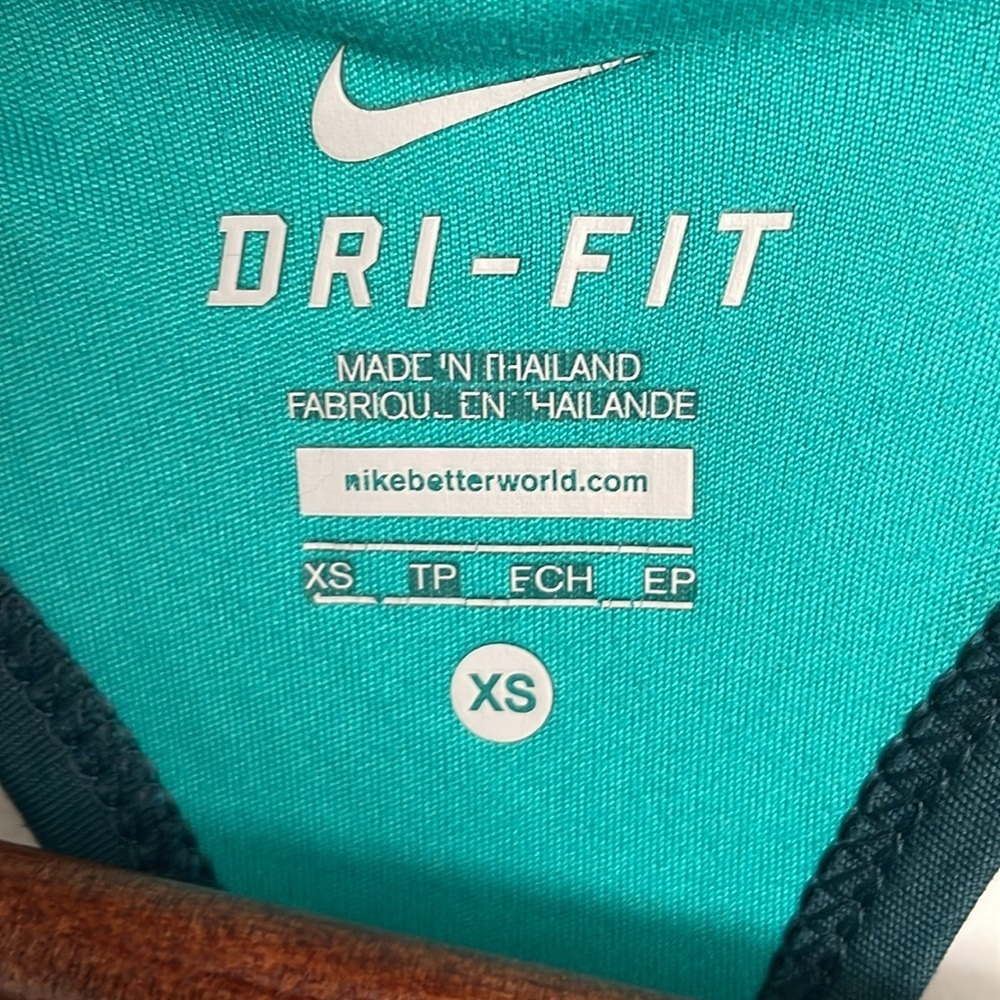 DRI-FIT
MADE IN THAILAND
FABRIQUE EN THAILANDE
nikebetterworld.com
XS TP ECH EP
XS